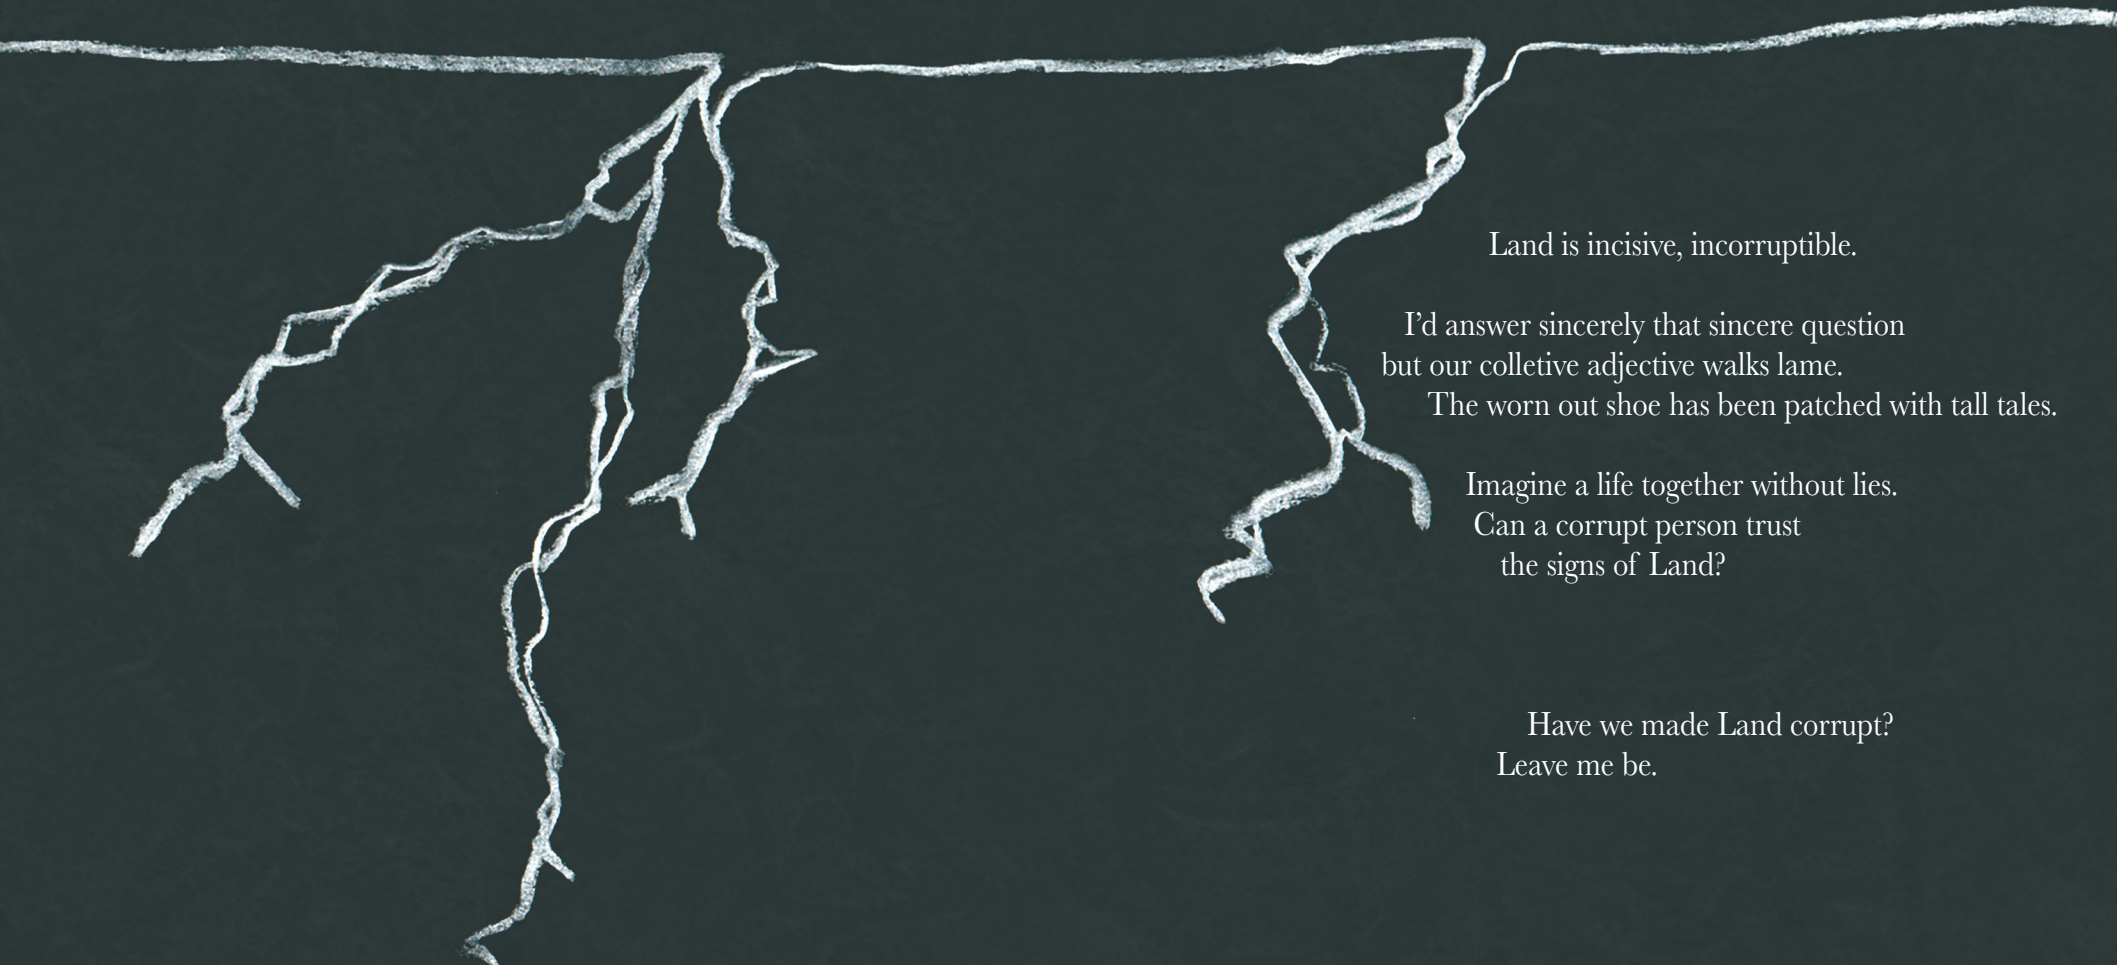 Land is incisive, incorruptible.
I’d answer sincerely that sincere question
but our colletive adjective walks lame.
The worn out shoe has been patched with tall tales.
Imagine a life together without lies.
Can a corrupt person trust
the signs of Land?
Have we made Land corrupt?
Leave me be.